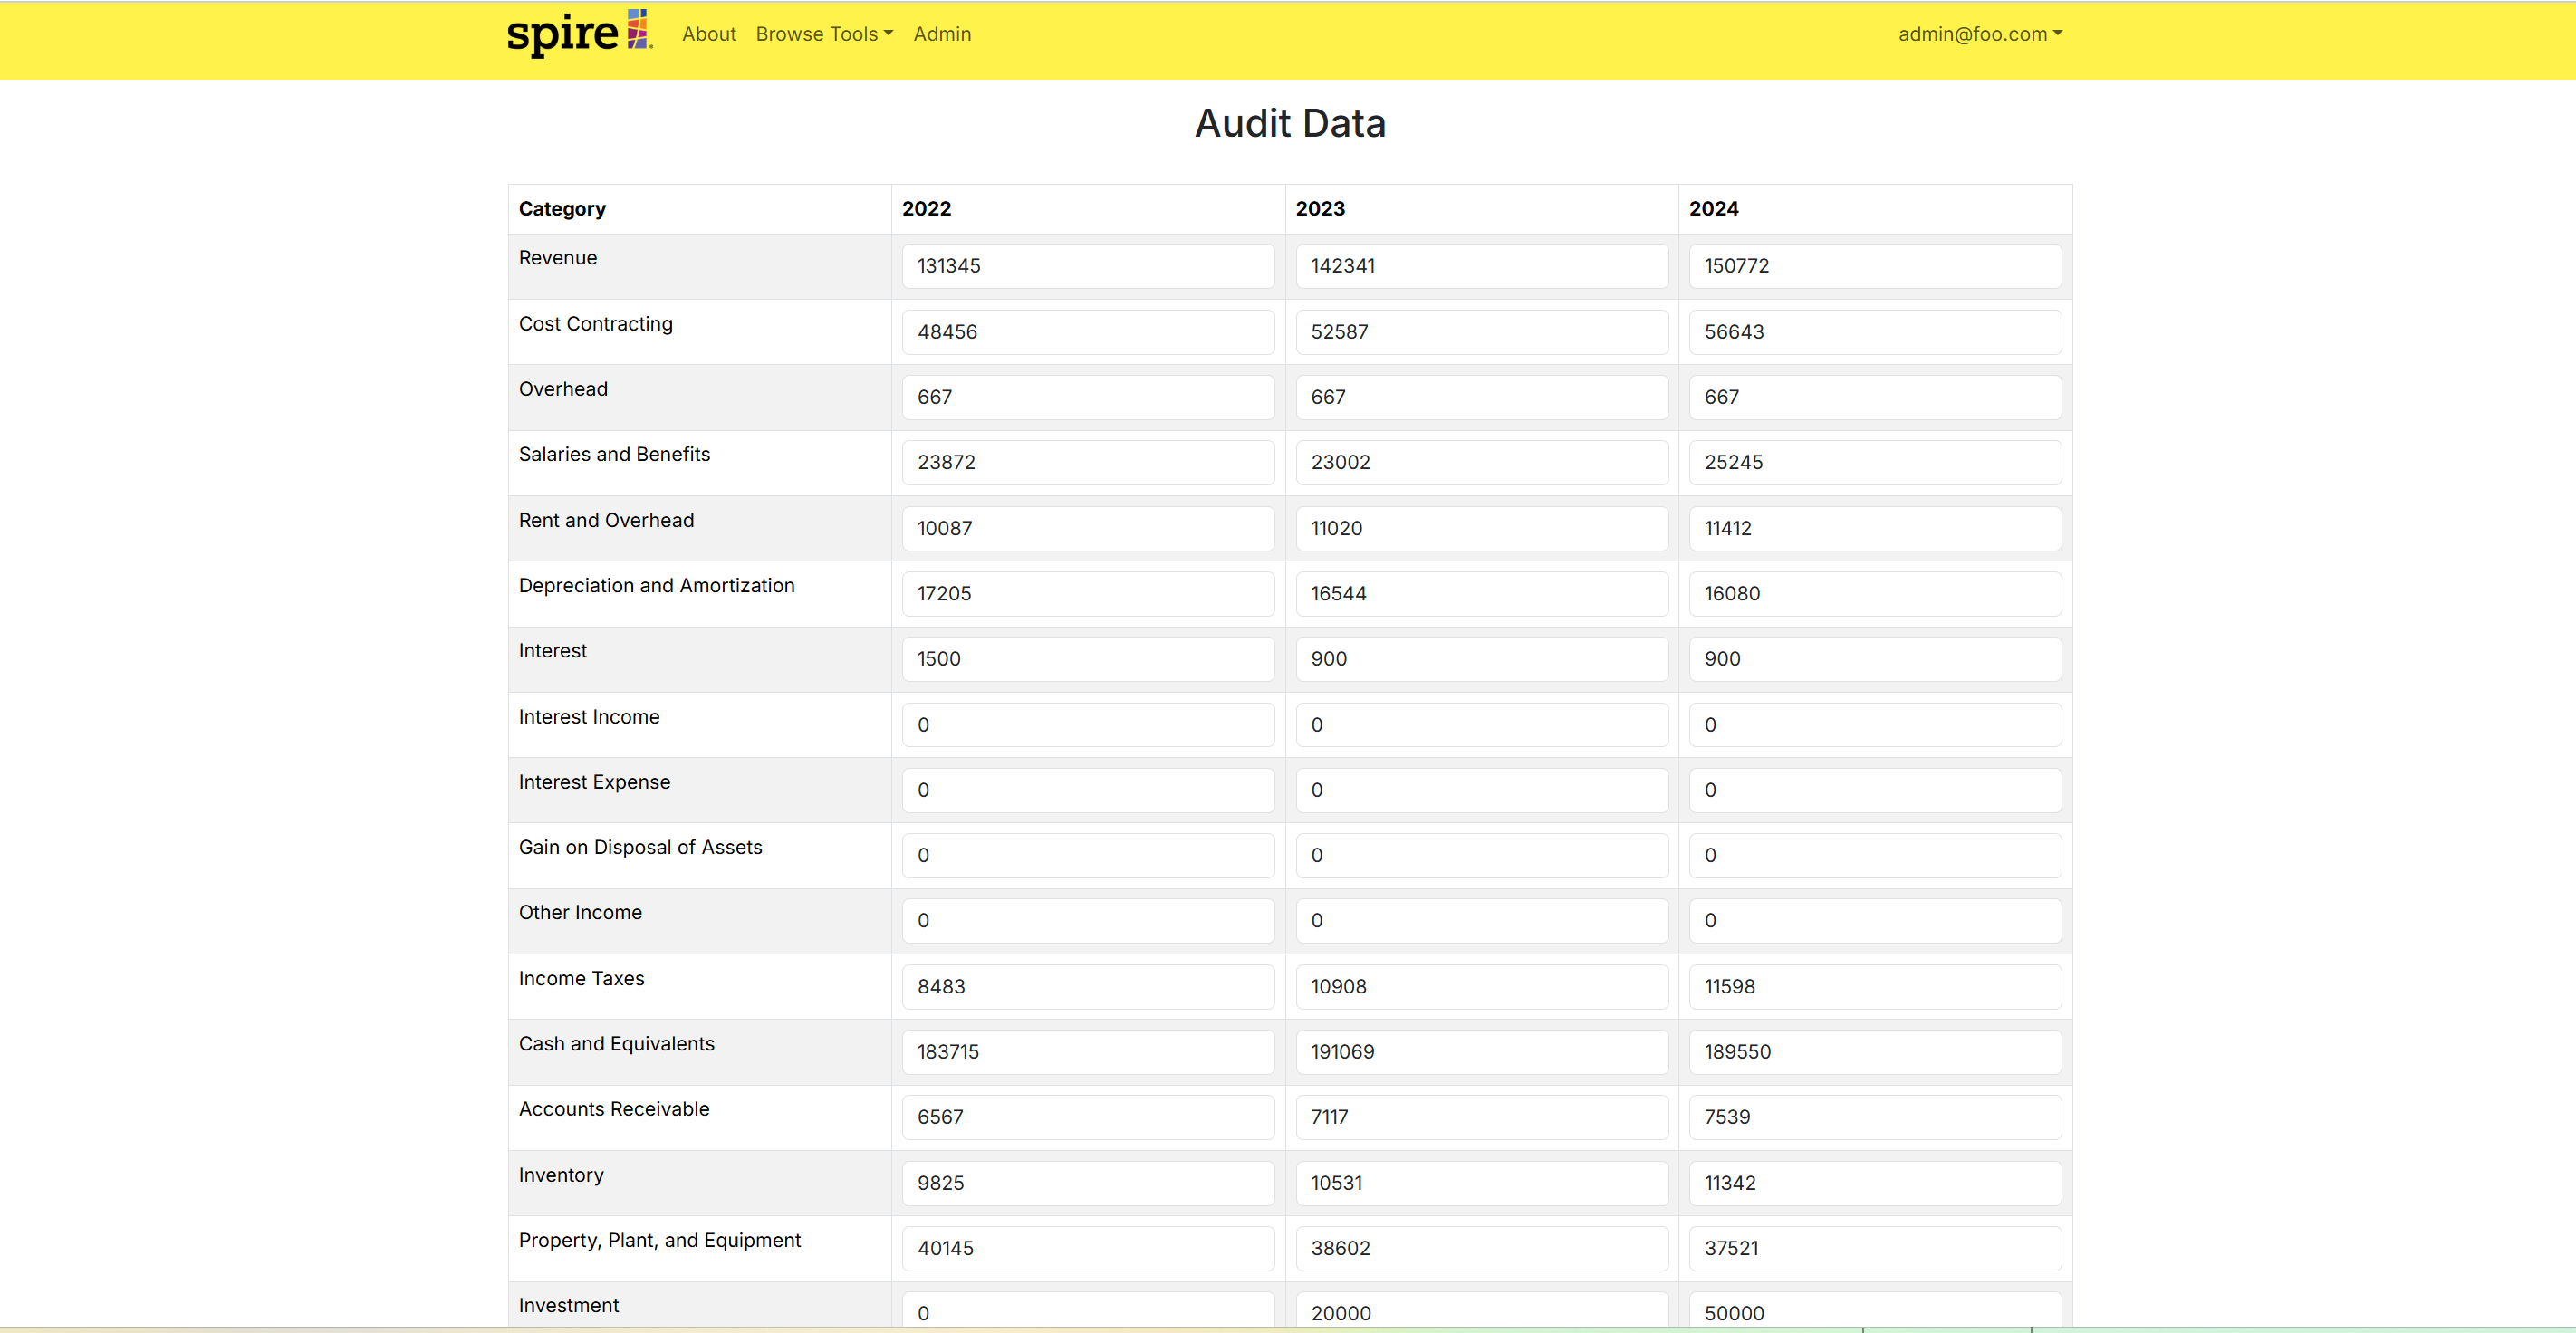 spire About Browse Tools Admin admin@foo.com
Audit Data
Category 2022 2023 2024
Revenue 131345 142341 150772
Cost Contracting 48456 52587 56643
Overhead 667 667 667
Salaries and Benefits 23872 23002 25245
Rent and Overhead 10087 11020 11412
Depreciation and Amortization 17205 16544 16080
Interest 1500 900 900
Interest Income 0 0 0
Interest Expense 0 0 0
Gain on Disposal of Assets 0 0 0
Other Income 0 0 0
Income Taxes 8483 10908 11598
Cash and Equivalents 183715 191069 189550
Accounts Receivable 6567 7117 7539
Inventory 9825 10531 11342
Property, Plant, and Equipment 40145 38602 37521
Investment 0 20000 50000